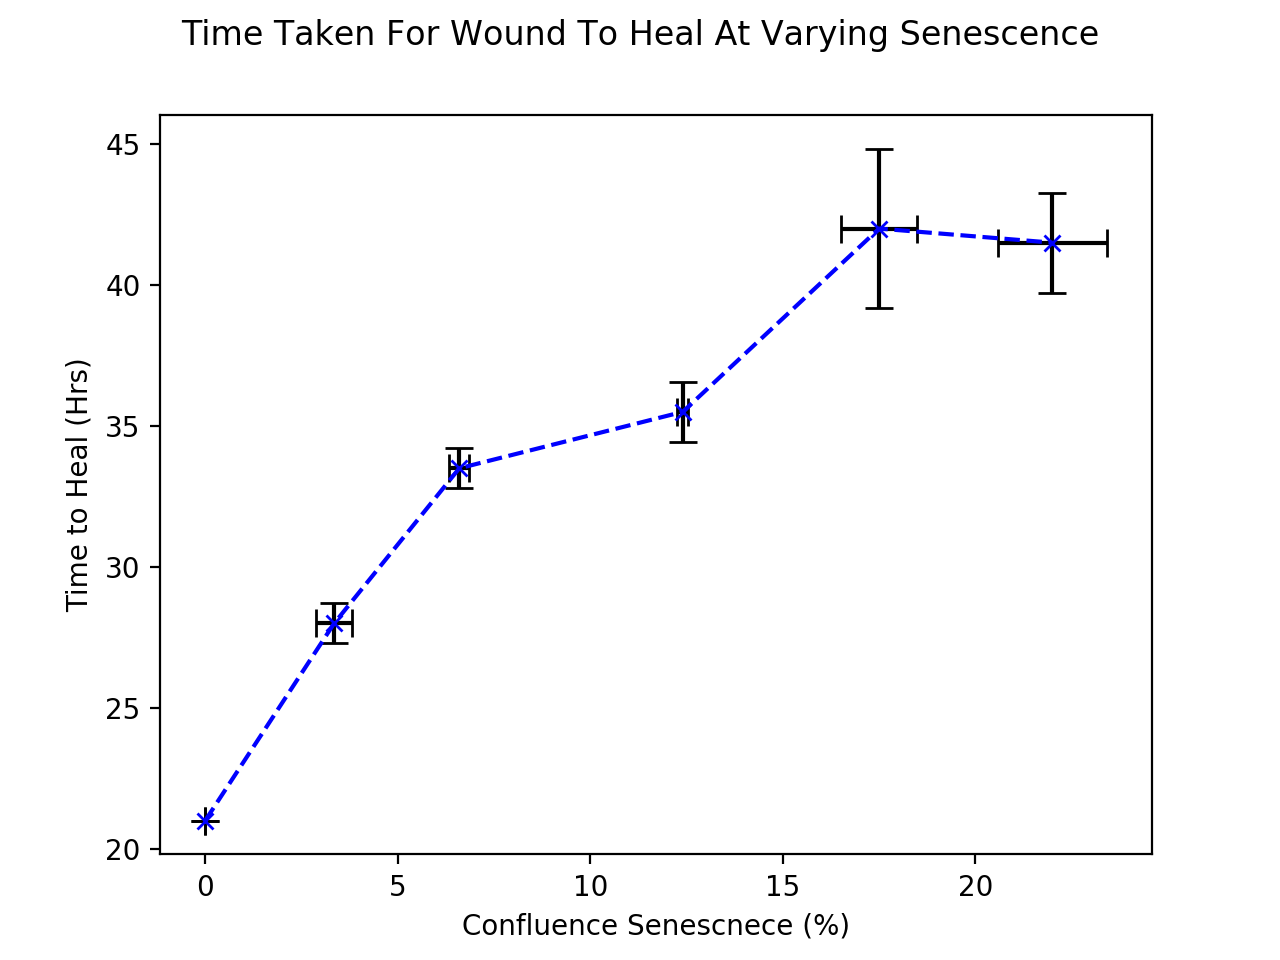 Time Taken For Wound To Heal At Varying Senescence
45
40
35
30
25
20
Time to Heal (Hrs)
0 5 10 15 20
Confluence Senescnece (%)